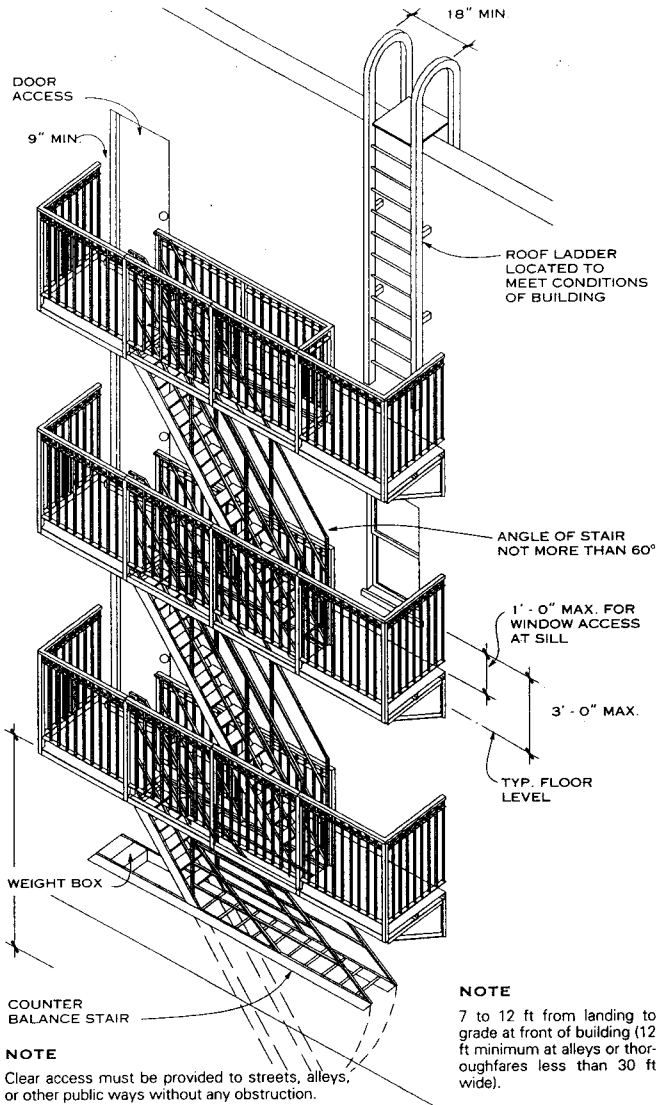 18" MIN.
DOOR
ACCESS
9" MIN.
ROOF LADDER
LOCATED TO
MEET CONDITIONS
OF BUILDING
ANGLE OF STAIR
NOT MORE THAN 60°
1' - 0" MAX. FOR
WINDOW ACCESS
AT SILL
3' - 0" MAX.
TYP. FLOOR
LEVEL
WEIGHT BOX
COUNTER
BALANCE STAIR
NOTE
Clear access must be provided to streets, alleys,
or other public ways without any obstruction.
NOTE
7 to 12 ft from landing to
grade at front of building (12
ft minimum at alleys or thor-
oughfares less than 30 ft
wide).